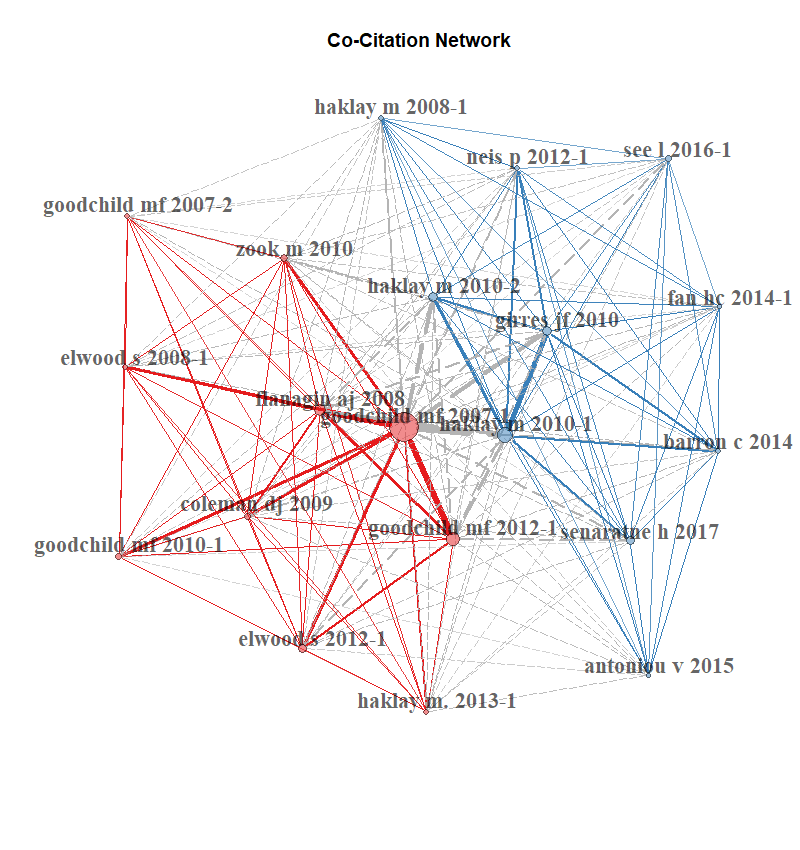 Co-Citation Network
haklay m 2008-1
neis p 2012-1
see l 2016-1
goodchild mf 2007-2
zook m 2010
haklay m 2010-2
fan hc 2014-1
girres jf 2010
elwood s 2008-1
flanagin aj 2008
goodchild mf 2007-1
haklay m 2010-1
barron c 2014
coleman dj 2009
goodchild mf 2012-1
senaratne h 2017
goodchild mf 2010-1
elwood s 2012-1
antoniou v 2015
haklay m. 2013-1